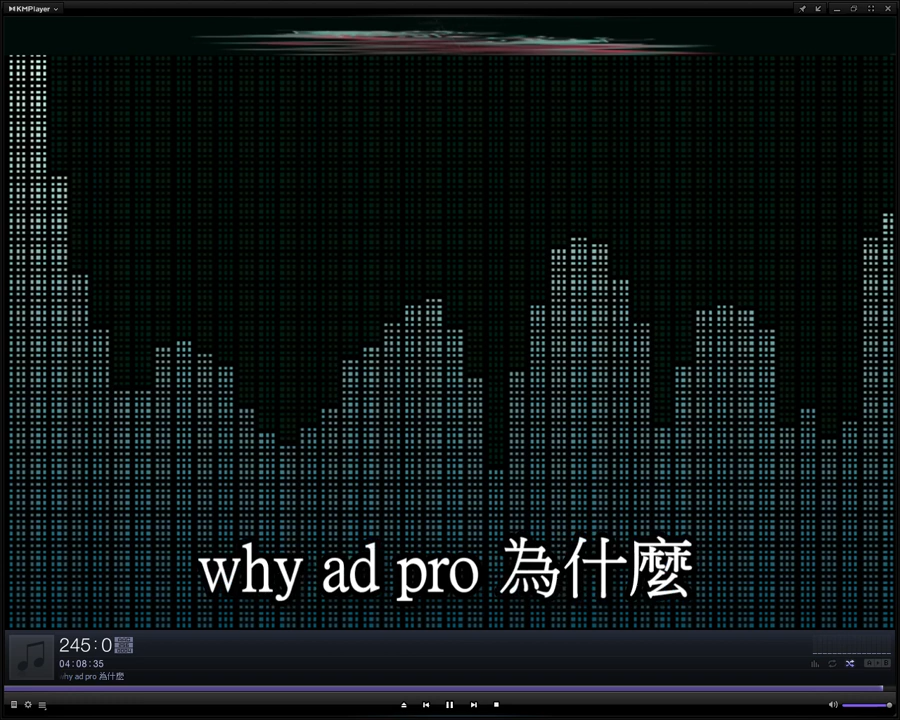 KMPlayer
why ad pro 為什麼
245:0
04:08:35
hy ad pro 為什麼
A B